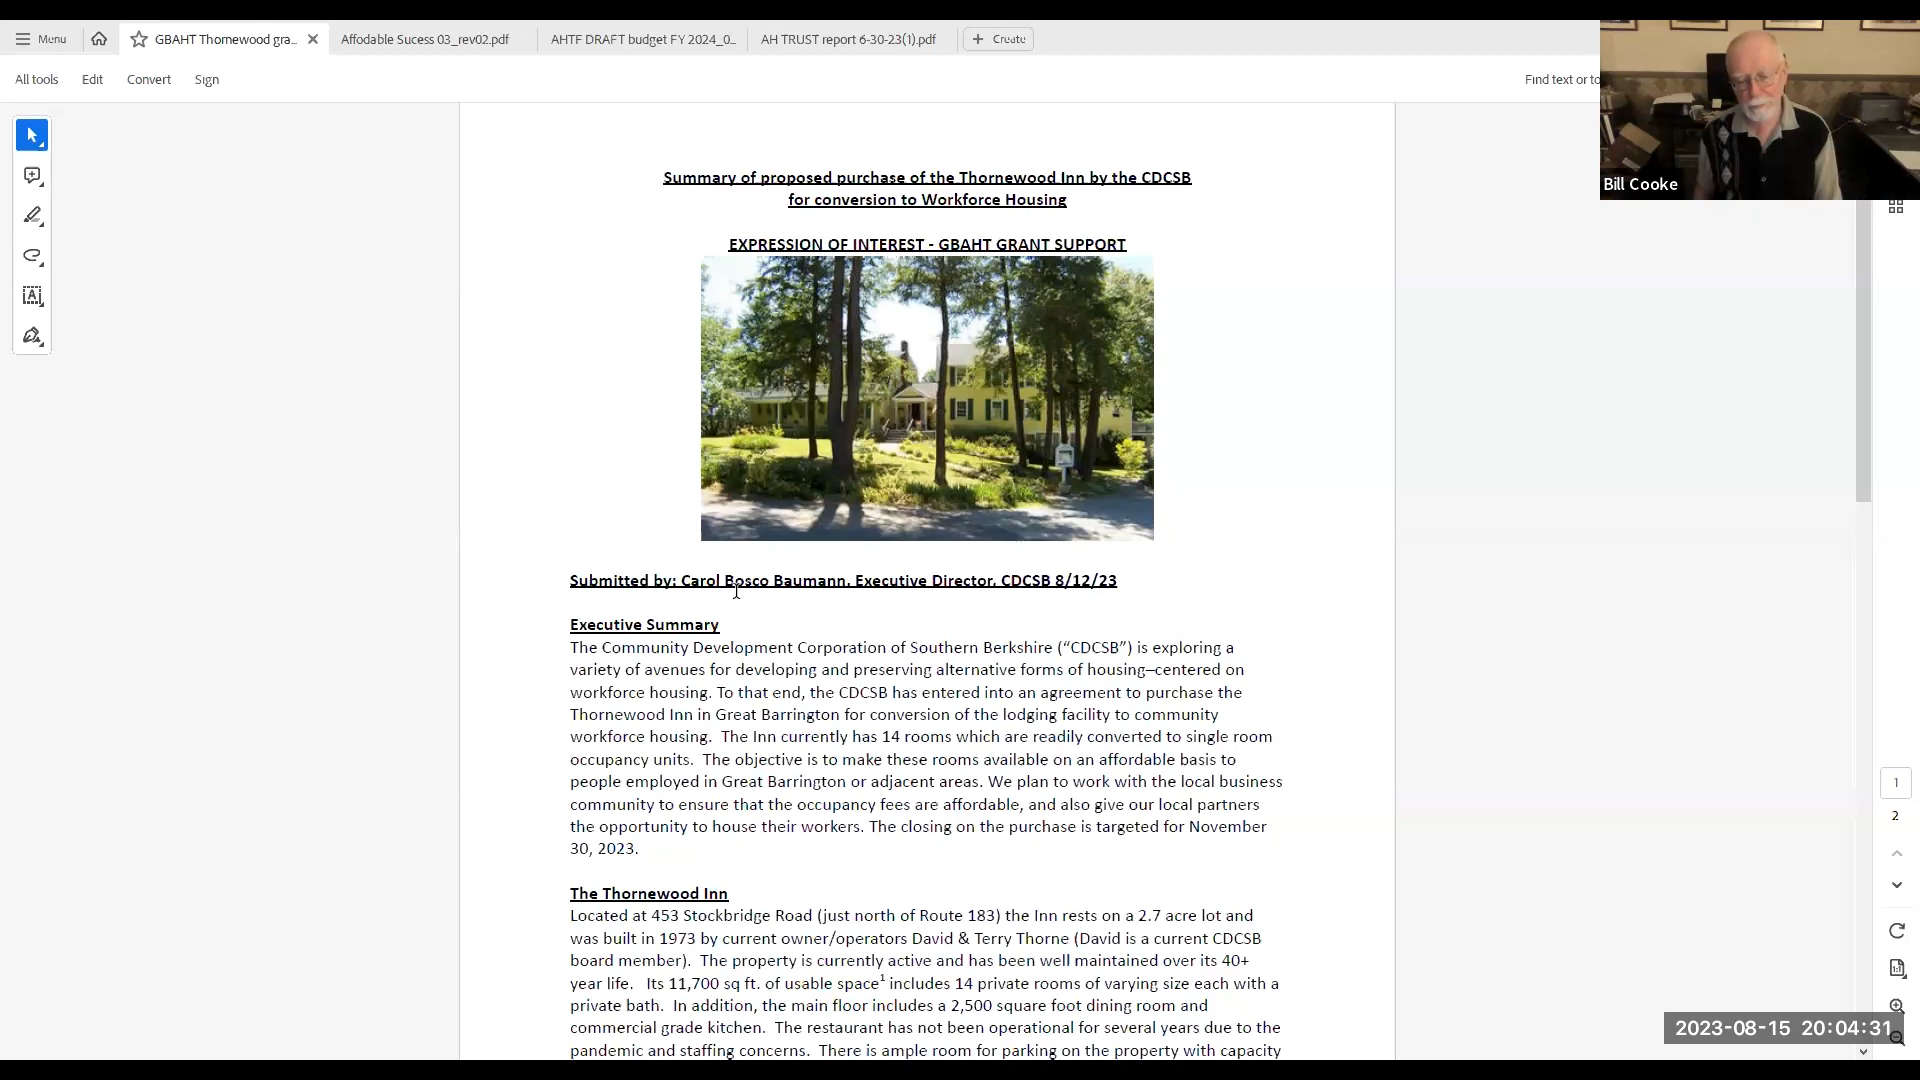 Menu
GBAHT Thornewood gra...
Affodable Sucess 03_rev02.pdf
AHTF DRAFT budget FY 2024_0...
AH TRUST report 6-30-23(1).pdf
Create
All tools
Edit
Convert
Sign
Find text or to
Bill Cooke
Summary of proposed purchase of the Thornewood Inn by the CDCSB
for conversion to Workforce Housing
EXPRESSION OF INTEREST - GBAHT GRANT SUPPORT
Submitted by: Carol Bosco Baumann, Executive Director, CDCSB 8/12/23
Executive Summary
The Community Development Corporation of Southern Berkshire (“CDCSB”) is exploring a
variety of avenues for developing and preserving alternative forms of housing–centered on
workforce housing. To that end, the CDCSB has entered into an agreement to purchase the
Thornewood Inn in Great Barrington for conversion of the lodging facility to community
workforce housing.  The Inn currently has 14 rooms which are readily converted to single room
occupancy units.  The objective is to make these rooms available on an affordable basis to
people employed in Great Barrington or adjacent areas. We plan to work with the local business
community to ensure that the occupancy fees are affordable, and also give our local partners
the opportunity to house their workers. The closing on the purchase is targeted for November
30, 2023.
The Thornewood Inn
Located at 453 Stockbridge Road (just north of Route 183) the Inn rests on a 2.7 acre lot and
was built in 1973 by current owner/operators David & Terry Thorne (David is a current CDCSB
board member).  The property is currently active and has been well maintained over its 40+
year life.   Its 11,700 sq ft. of usable space1 includes 14 private rooms of varying size each with a
private bath.  In addition, the main floor includes a 2,500 square foot dining room and
commercial grade kitchen.  The restaurant has not been operational for several years due to the
pandemic and staffing concerns.  There is ample room for parking on the property with capacity
1
2
2023-08-15 20:04:31